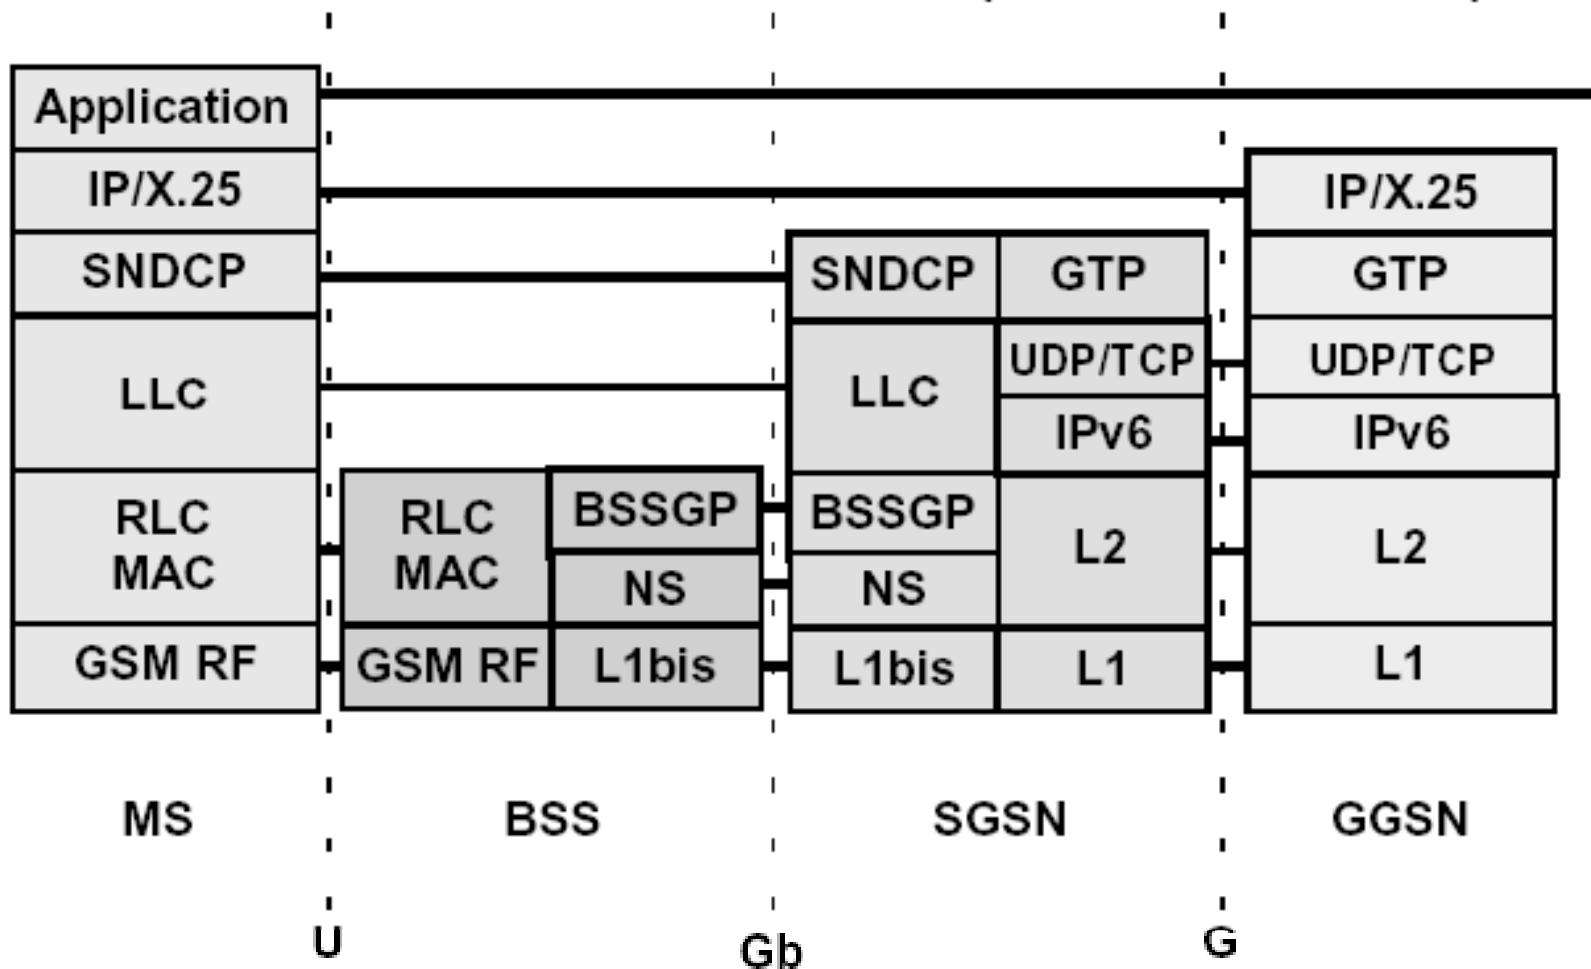 Application
IP/X.25
SNDCP
LLC
RLC
MAC
GSM RF
RLC
MAC
GSM RF
BSSGP
NS
L1bis
SNDCP
LLC
BSSGP
NS
L1bis
GTP
UDP/TCP
IPv6
L2
L1
IP/X.25
GTP
UDP/TCP
IPv6
L2
L1
MS
BSS
SGSN
GGSN
U
Gb
G